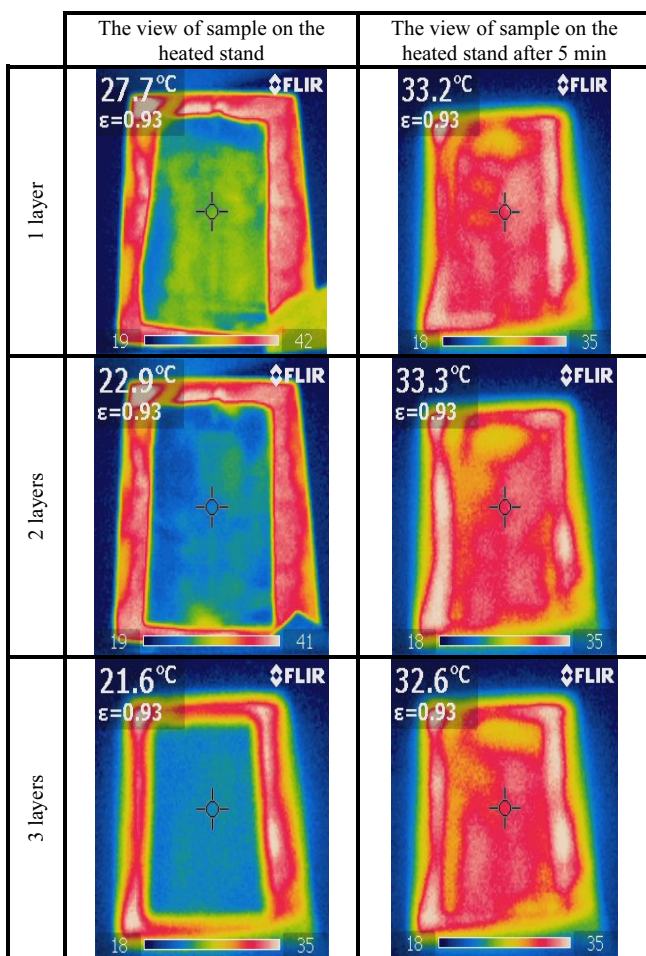 The view of sample on the
heated stand
The view of sample on the
heated stand after 5 min
1 layer
27.7°C
FLIR
ε=0.93
19
42
33.2°C
FLIR
ε=0.93
18
35
2 layers
22.9°C
FLIR
ε=0.93
19
41
33.3°C
FLIR
ε=0.93
18
35
3 layers
21.6°C
FLIR
ε=0.93
18
35
32.6°C
FLIR
ε=0.93
18
35